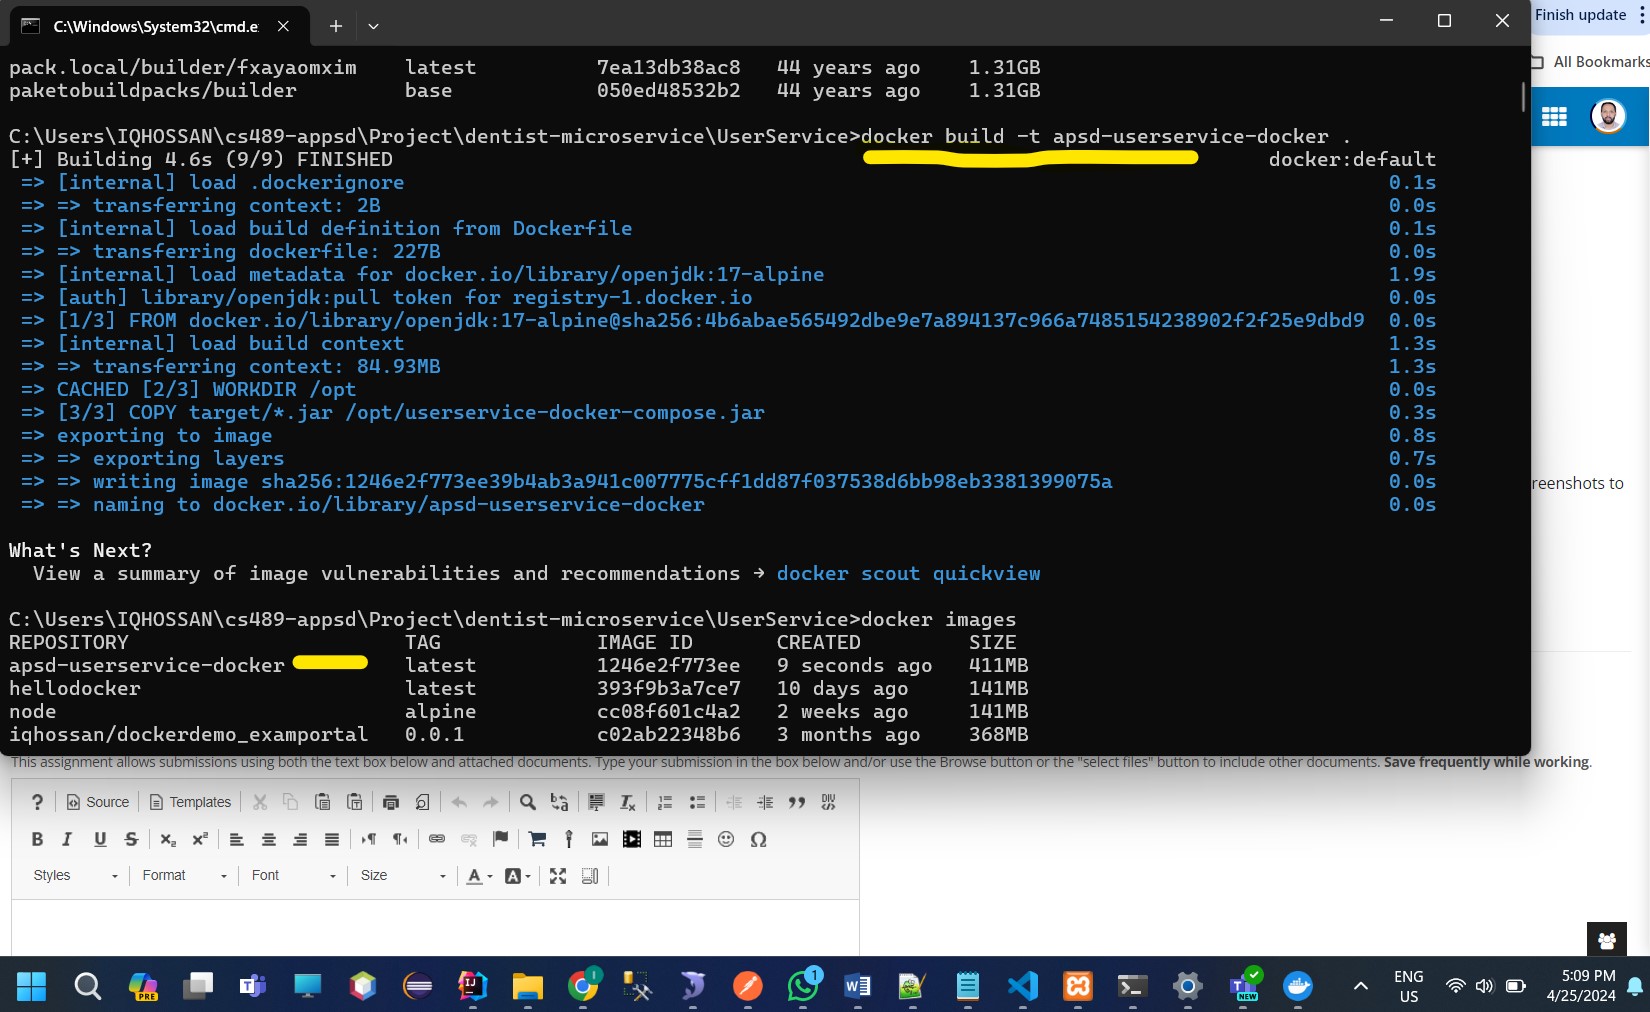 C:\Windows\System32\cmd.e
Finish update
All Bookmarks
pack.local/builder/fxayaomxim latest 7ea13db38ac8 44 years ago 1.31GB
paketobuildpacks/builder base 050ed48532b2 44 years ago 1.31GB
C:\Users\IQHOSSAN\cs489-appsd\Project\dentist-microservice\UserService>docker build -t apsd-userservice-docker .
[+] Building 4.6s (9/9) FINISHED docker:default
=> [internal] load .dockerignore 0.1s
=> => transferring context: 2B 0.0s
=> [internal] load build definition from Dockerfile 0.1s
=> => transferring dockerfile: 227B 0.0s
=> [internal] load metadata for docker.io/library/openjdk:17-alpine 1.9s
=> [auth] library/openjdk:pull token for registry-1.docker.io 0.0s
=> [1/3] FROM docker.io/library/openjdk:17-alpine@sha256:4b6abae565492dbe9e7a894137c966a7485154238902f2f25e9dbd9 0.0s
=> [internal] load build context 1.3s
=> => transferring context: 84.93MB 1.3s
=> CACHED [2/3] WORKDIR /opt 0.0s
=> [3/3] COPY target/*.jar /opt/userservice-docker-compose.jar 0.3s
=> exporting to image 0.8s
=> => exporting layers 0.7s
=> => writing image sha256:1246e2f773ee39b4ab3a941c007775cff1dd87f037538d6bb98eb3381399075a 0.0s
=> => naming to docker.io/library/apsd-userservice-docker 0.0s
reenshots to
What's Next?
View a summary of image vulnerabilities and recommendations → docker scout quickview
C:\Users\IQHOSSAN\cs489-appsd\Project\dentist-microservice\UserService>docker images
REPOSITORY TAG IMAGE ID CREATED SIZE
apsd-userservice-docker latest 1246e2f773ee 9 seconds ago 411MB
hellodocker latest 393f9b3a7ce7 10 days ago 141MB
node alpine cc08f601c4a2 2 weeks ago 141MB
iqhossan/dockerdemo_examportal 0.0.1 c02ab22348b6 3 months ago 368MB
This assignment allows submissions using both the text box below and attached documents. Type your submission in the box below and/or use the Browse button or the "select files" button to include other documents. Save frequently while working.
? Source Templates
B I U S x₂ x²
Styles Format Font Size A A
PRE
1
NEW
ENG
US
5:09 PM
4/25/2024